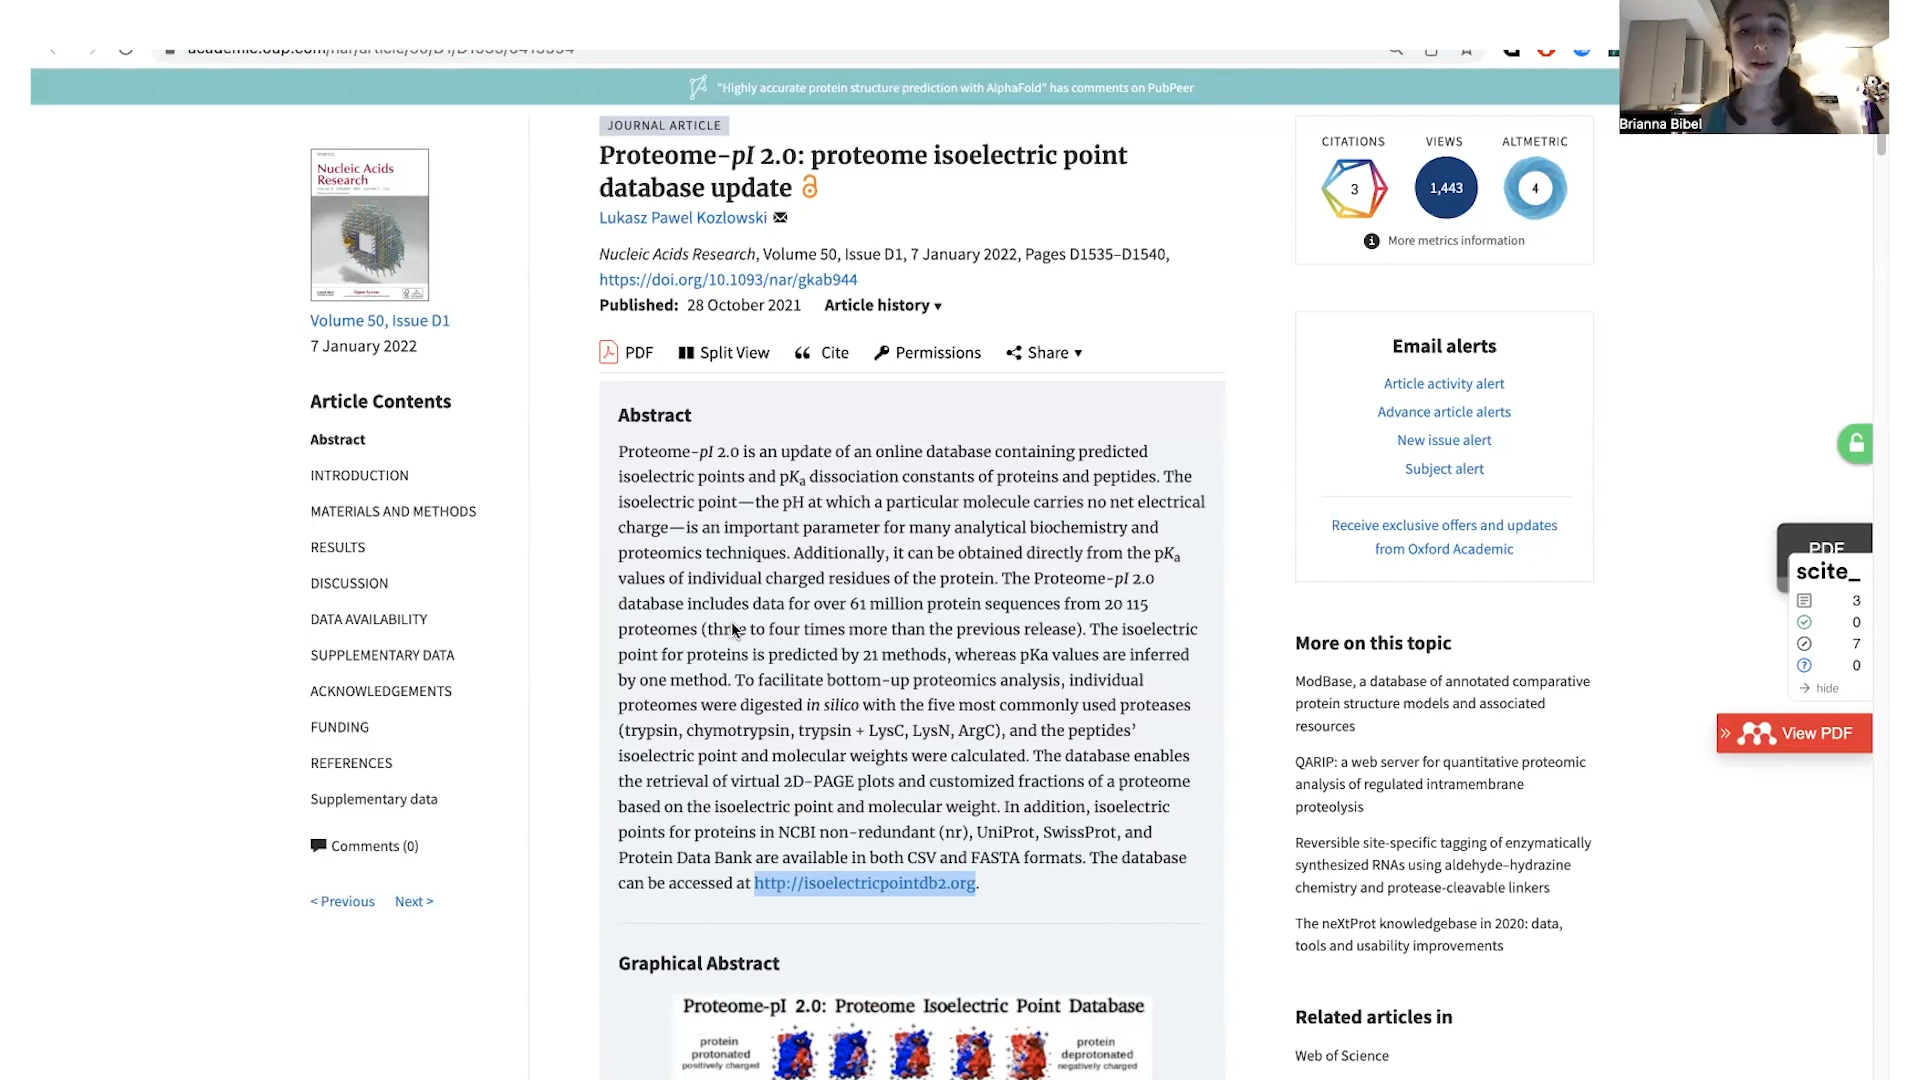 "Highly accurate protein structure prediction with AlphaFold" has comments on PubPeer
Brianna Bibel
Nucleic Acids
Research
Volume 50, Issue D1
7 January 2022
Article Contents
Abstract
INTRODUCTION
MATERIALS AND METHODS
RESULTS
DISCUSSION
DATA AVAILABILITY
SUPPLEMENTARY DATA
ACKNOWLEDGEMENTS
FUNDING
REFERENCES
Supplementary data
Comments (0)
< Previous Next >
JOURNAL ARTICLE
Proteome-pI 2.0: proteome isoelectric point
database update
Lukasz Pawel Kozlowski
Nucleic Acids Research, Volume 50, Issue D1, 7 January 2022, Pages D1535–D1540,
https://doi.org/10.1093/nar/gkab944
Published: 28 October 2021 Article history ▾
PDF Split View Cite Permissions Share ▾
Abstract
Proteome-pI 2.0 is an update of an online database containing predicted
isoelectric points and pKa dissociation constants of proteins and peptides. The
isoelectric point—the pH at which a particular molecule carries no net electrical
charge—is an important parameter for many analytical biochemistry and
proteomics techniques. Additionally, it can be obtained directly from the pKa
values of individual charged residues of the protein. The Proteome-pI 2.0
database includes data for over 61 million protein sequences from 20 115
proteomes (three to four times more than the previous release). The isoelectric
point for proteins is predicted by 21 methods, whereas pKa values are inferred
by one method. To facilitate bottom-up proteomics analysis, individual
proteomes were digested in silico with the five most commonly used proteases
(trypsin, chymotrypsin, trypsin + LysC, LysN, ArgC), and the peptides'
isoelectric point and molecular weights were calculated. The database enables
the retrieval of virtual 2D-PAGE plots and customized fractions of a proteome
based on the isoelectric point and molecular weight. In addition, isoelectric
points for proteins in NCBI non-redundant (nr), UniProt, SwissProt, and
Protein Data Bank are available in both CSV and FASTA formats. The database
can be accessed at http://isoelectricpointdb2.org.
Graphical Abstract
Proteome-pI 2.0: Proteome Isoelectric Point Database
protein
protonated
positively charged
protein
deprotonated
negatively charged
CITATIONS VIEWS ALTMETRIC
3 1,443 4
More metrics information
Email alerts
Article activity alert
Advance article alerts
New issue alert
Subject alert
Receive exclusive offers and updates
from Oxford Academic
More on this topic
ModBase, a database of annotated comparative
protein structure models and associated
resources
QARIP: a web server for quantitative proteomic
analysis of regulated intramembrane
proteolysis
Reversible site-specific tagging of enzymatically
synthesized RNAs using aldehyde–hydrazine
chemistry and protease-cleavable linkers
The neXtProt knowledgebase in 2020: data,
tools and usability improvements
Related articles in
Web of Science
PDF
scite_
3
0
7
0
hide
View PDF